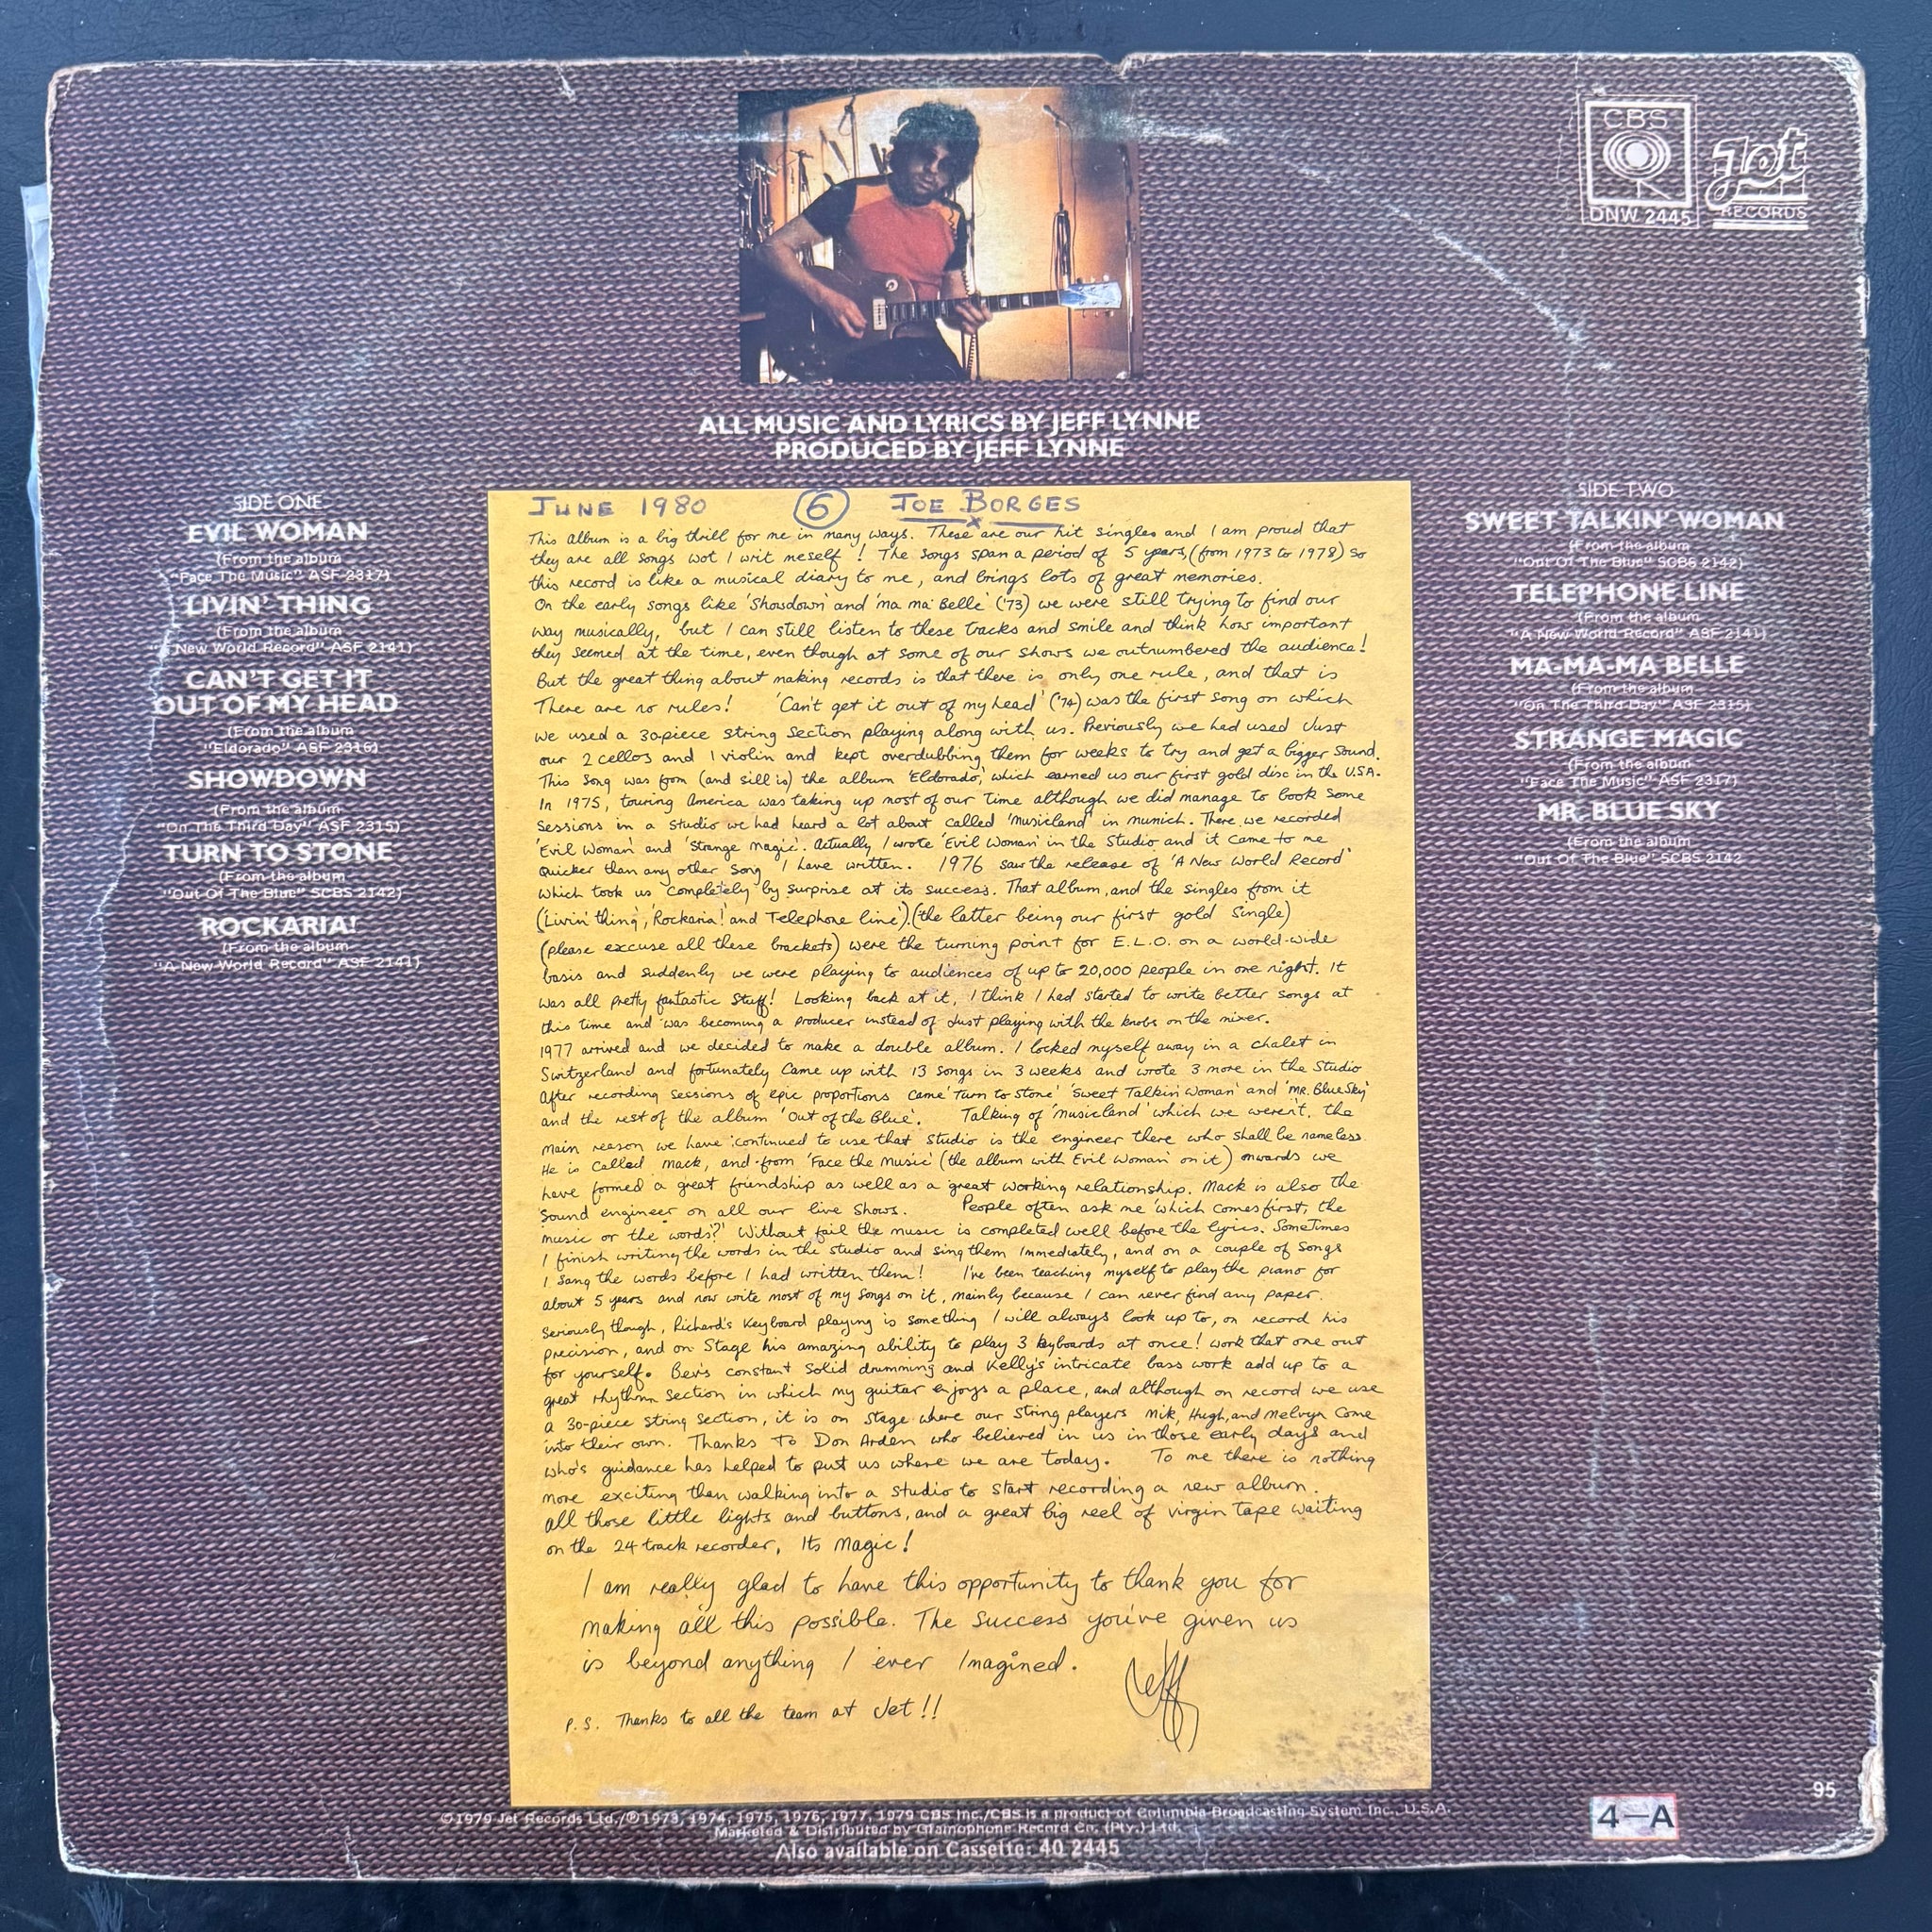 CBS
DNW 2445
Jet
RECORDS
ALL MUSIC AND LYRICS BY JEFF LYNNE
PRODUCED BY JEFF LYNNE
SIDE ONE
EVIL WOMAN
(From the album
"Face The Music" ASF 2317)
LIVIN' THING
(From the album
"A New World Record" ASF 2141)
CAN'T GET IT
OUT OF MY HEAD
(From the album
"Eldorado" ASF 2316)
SHOWDOWN
(From the album
"On The Third Day" ASF 2315)
TURN TO STONE
(From the album
"Out Of The Blue" SCBS 2142)
ROCKARIA!
(From the album
"A New World Record" ASF 2141)
JUNE 1980 6 JOE BORGES
This album is a big thrill for me in many ways. These are our hit singles and I am proud that
they are all songs wot I writ meself! The songs span a period of 5 years, (from 1973 to 1978) so
this record is like a musical diary to me, and brings lots of great memories.
On the early songs like 'Showdown' and 'ma ma Belle' ('73) we were still trying to find our
way musically, but I can still listen to these tracks and smile and think how important
they seemed at the time, even though at some of our shows we outnumbered the audience!
But the great thing about making records is that there is only one rule, and that is
There are no rules! 'Can't get it out of my head' ('74) was the first song on which
we used a 30 piece string section playing along with us. Previously we had used Just
our 2 cellos and 1 violin and kept overdubbing them for weeks to try and get a bigger sound.
This song was from (and sill is) the album 'Eldorado,' which earned us our first gold disc in the U.S.A.
In 1975, touring America was taking up most of our time although we did manage to book some
sessions in a studio we had heard a lot about called 'Musicland' in munich. There we recorded
'Evil Woman' and 'Strange Magic'. Actually I wrote 'Evil Woman' in the studio and it came to me
quicker than any other song I have written. 1976 saw the release of 'A New World Record'
which took us completely by surprise at its success. That album, and the singles from it
('Livin' thing', 'Rockaria!' and Telephone line').(the latter being our first gold single)
(please excuse all these brackets) were the turning point for E.L.O. on a world-wide
basis and suddenly we were playing to audiences of up to 20,000 people in one night. It
was all pretty fantastic stuff! Looking back at it, I think I had started to write better songs at
this time and was becoming a producer instead of Just playing with the knobs on the mixer.
1977 arrived and we decided to make a double album. I locked myself away in a chalet in
Switzerland and fortunately came up with 13 songs in 3 weeks and wrote 3 more in the studio
After recording sessions of epic proportions came 'Turn to Stone' 'Sweet Talkin Woman' and 'MR. Blue Sky'
and the rest of the album 'Out of the Blue'. Talking of 'musicland' which we weren't, the
main reason we have continued to use that studio is the engineer there who shall be nameless.
He is called mack, and from 'Face the Music' (the album with 'Evil Woman' on it) onwards we
have formed a great friendship as well as a great working relationship. Mack is also the
sound engineer on all our live shows. People often ask me 'which comes first, the
music or the words?' Without fail the music is completed well before the lyrics. SomeTimes
I finish writing the words in the studio and sing them immediately, and on a couple of songs
I sang the words before I had written them! I've been teaching myself to play the piano for
about 5 years and now write most of my songs on it, mainly because I can never find any paper.
Seriously though, Richard's Keyboard playing is something I will always look up to, on record his
precision, and on Stage his amazing ability to play 3 keyboards at once! work that one out
for yourself. Bev's constant solid drumming and Kelly's intricate bass work add up to a
great rhythm section in which my guitar enjoys a place, and although on record we use
a 30-piece string section, it is on stage where our string players Mik, Hugh, and Melvyn come
into their own. Thanks to Don Arden who believed in us in those early days and
who's guidance has helped to put us where we are today. To me there is nothing
more exciting than walking into a studio to start recording a new album.
All those little lights and buttons, and a great big reel of virgin tape waiting
on the 24 track recorder, Its Magic!
I am really glad to have this opportunity to thank you for
making all this possible. The success you've given us
is beyond anything I ever Imagined.
Jeff
P.S. Thanks to all the team at Jet!!
SIDE TWO
SWEET TALKIN' WOMAN
(From the album
"Out Of The Blue" SCBS 2142)
TELEPHONE LINE
(From the album
"A New World Record" ASF 2141)
MA-MA-MA BELLE
(From the album
"On The Third Day" ASF 2315)
STRANGE MAGIC
(From the album
"Face The Music" ASF 2317)
MR. BLUE SKY
(From the album
"Out Of The Blue" SCBS 2142
95
4-A
©1979 Jet Records Ltd./℗1973, 1974, 1975, 1976, 1977, 1979 CBS Inc./CBS is a product of Columbia Broadcasting System Inc., U.S.A.
Marketed & Distributed by Gramophone Record Co. (Pty.) Ltd.
Also available on Cassette: 40 2445